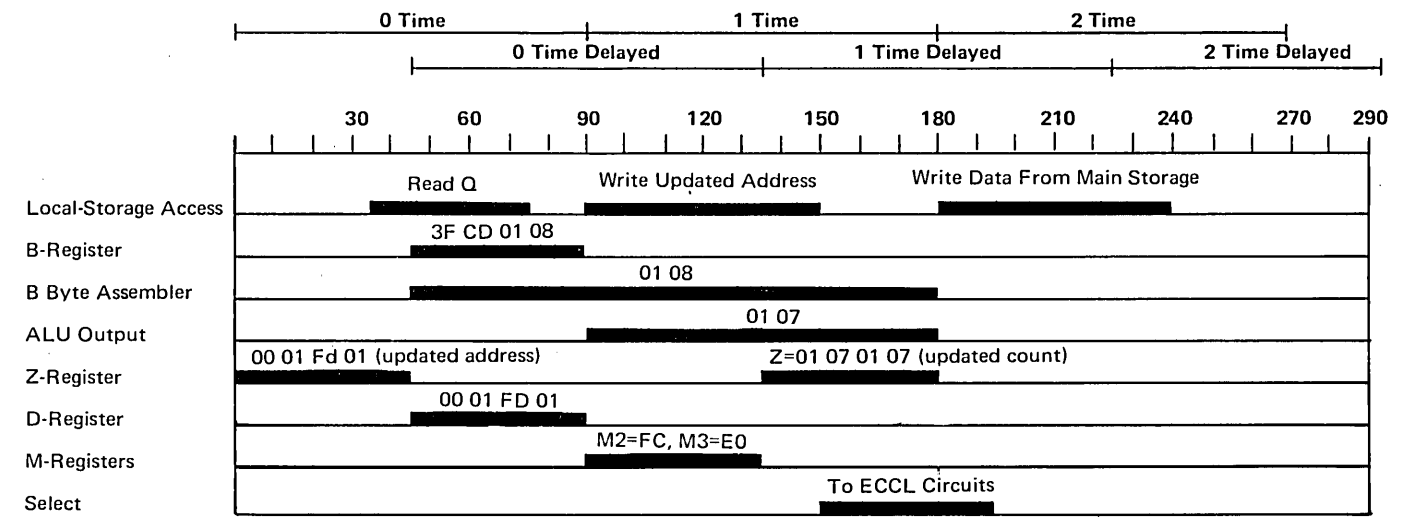 0 Time 1 Time 2 Time
0 Time Delayed 1 Time Delayed 2 Time Delayed
30 60 90 120 150 180 210 240 270 290
Read Q Write Updated Address Write Data From Main Storage
Local-Storage Access
3F CD 01 08
B-Register
01 08
B Byte Assembler
01 07
ALU Output
00 01 Fd 01 (updated address) Z=01 07 01 07 (updated count)
Z-Register
00 01 FD 01
D-Register
M2=FC, M3=E0
M-Registers
To ECCL Circuits
Select